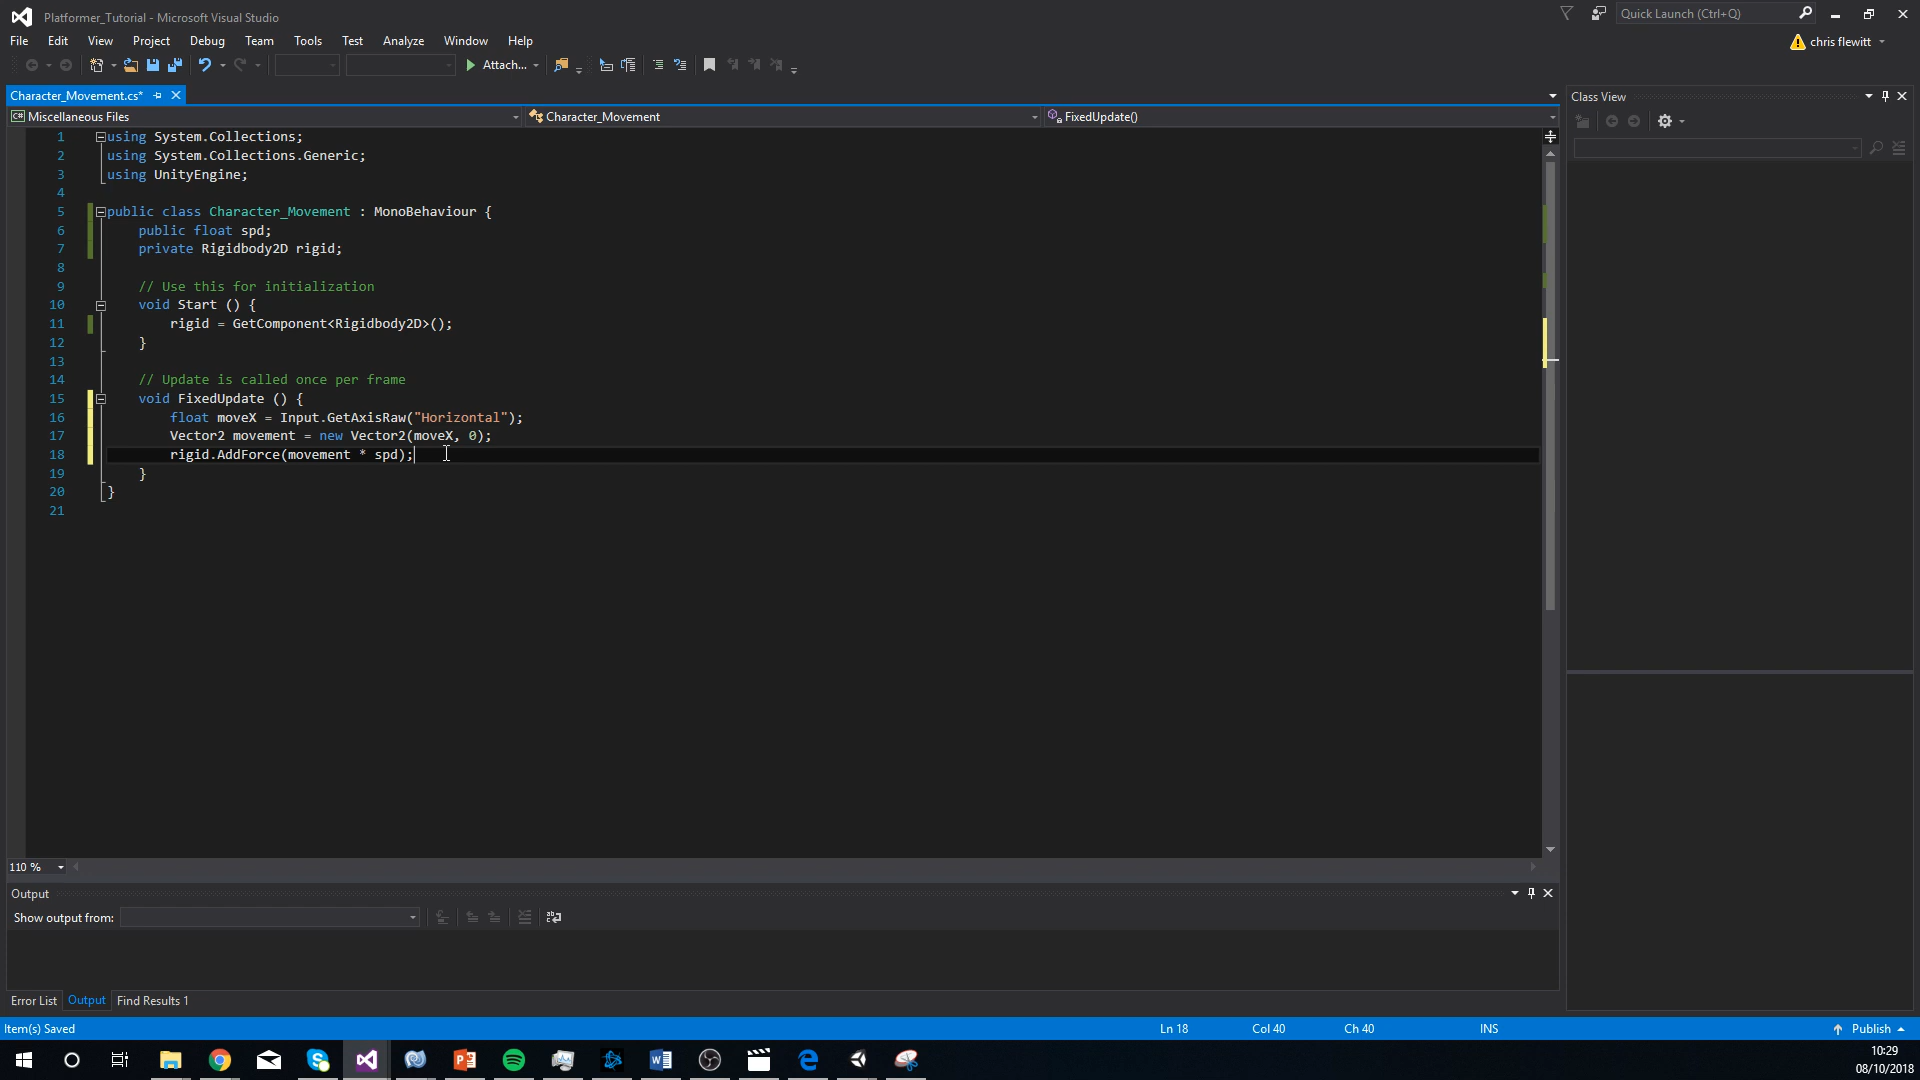 Platformer_Tutorial - Microsoft Visual Studio
Quick Launch (Ctrl+Q)
File Edit View Project Debug Team Tools Test Analyze Window Help
chris flewitt
Attach...
Character_Movement.cs*
Class View
Miscellaneous Files
Character_Movement
FixedUpdate()
1 using System.Collections;
2 using System.Collections.Generic;
3 using UnityEngine;
4
5 public class Character_Movement : MonoBehaviour {
6 public float spd;
7 private Rigidbody2D rigid;
8
9 // Use this for initialization
10 void Start () {
11 rigid = GetComponent<Rigidbody2D>();
12 }
13
14 // Update is called once per frame
15 void FixedUpdate () {
16 float moveX = Input.GetAxisRaw("Horizontal");
17 Vector2 movement = new Vector2(moveX, 0);
18 rigid.AddForce(movement * spd);
19 }
20 }
21
110 %
Output
Show output from:
Error List Output Find Results 1
Item(s) Saved
Ln 18 Col 40 Ch 40 INS
Publish
10:29
08/10/2018